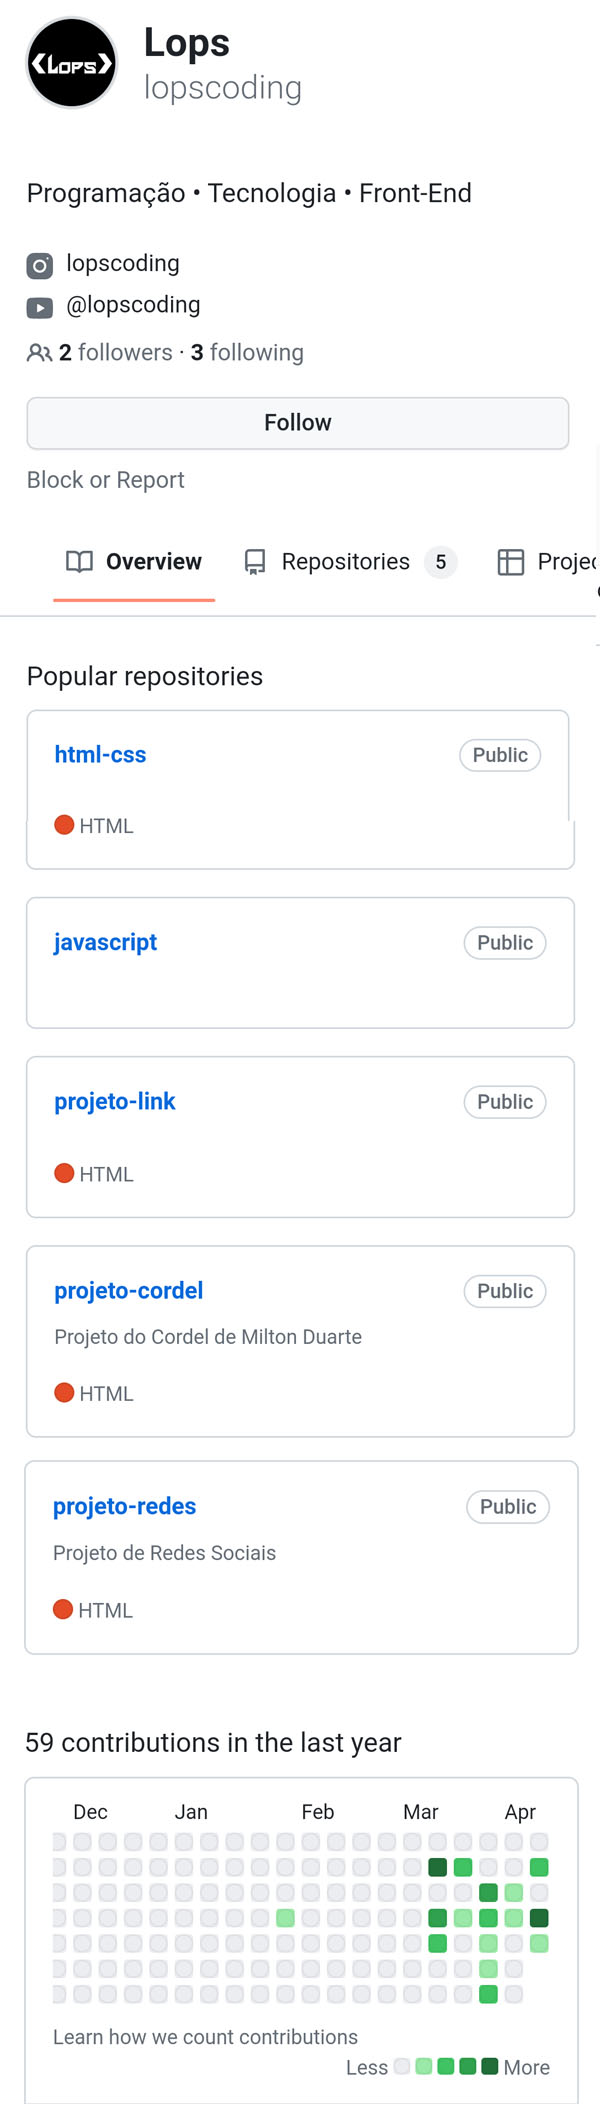 <LOPS>
Lops
lopscoding
Programação • Tecnologia • Front-End
lopscoding
@lopscoding
2 followers · 3 following
Follow
Block or Report
Overview Repositories 5 Projec
Popular repositories
html-css Public
HTML
javascript Public
projeto-link Public
HTML
projeto-cordel Public
Projeto do Cordel de Milton Duarte
HTML
projeto-redes Public
Projeto de Redes Sociais
HTML
59 contributions in the last year
Dec Jan Feb Mar Apr
Learn how we count contributions
Less More